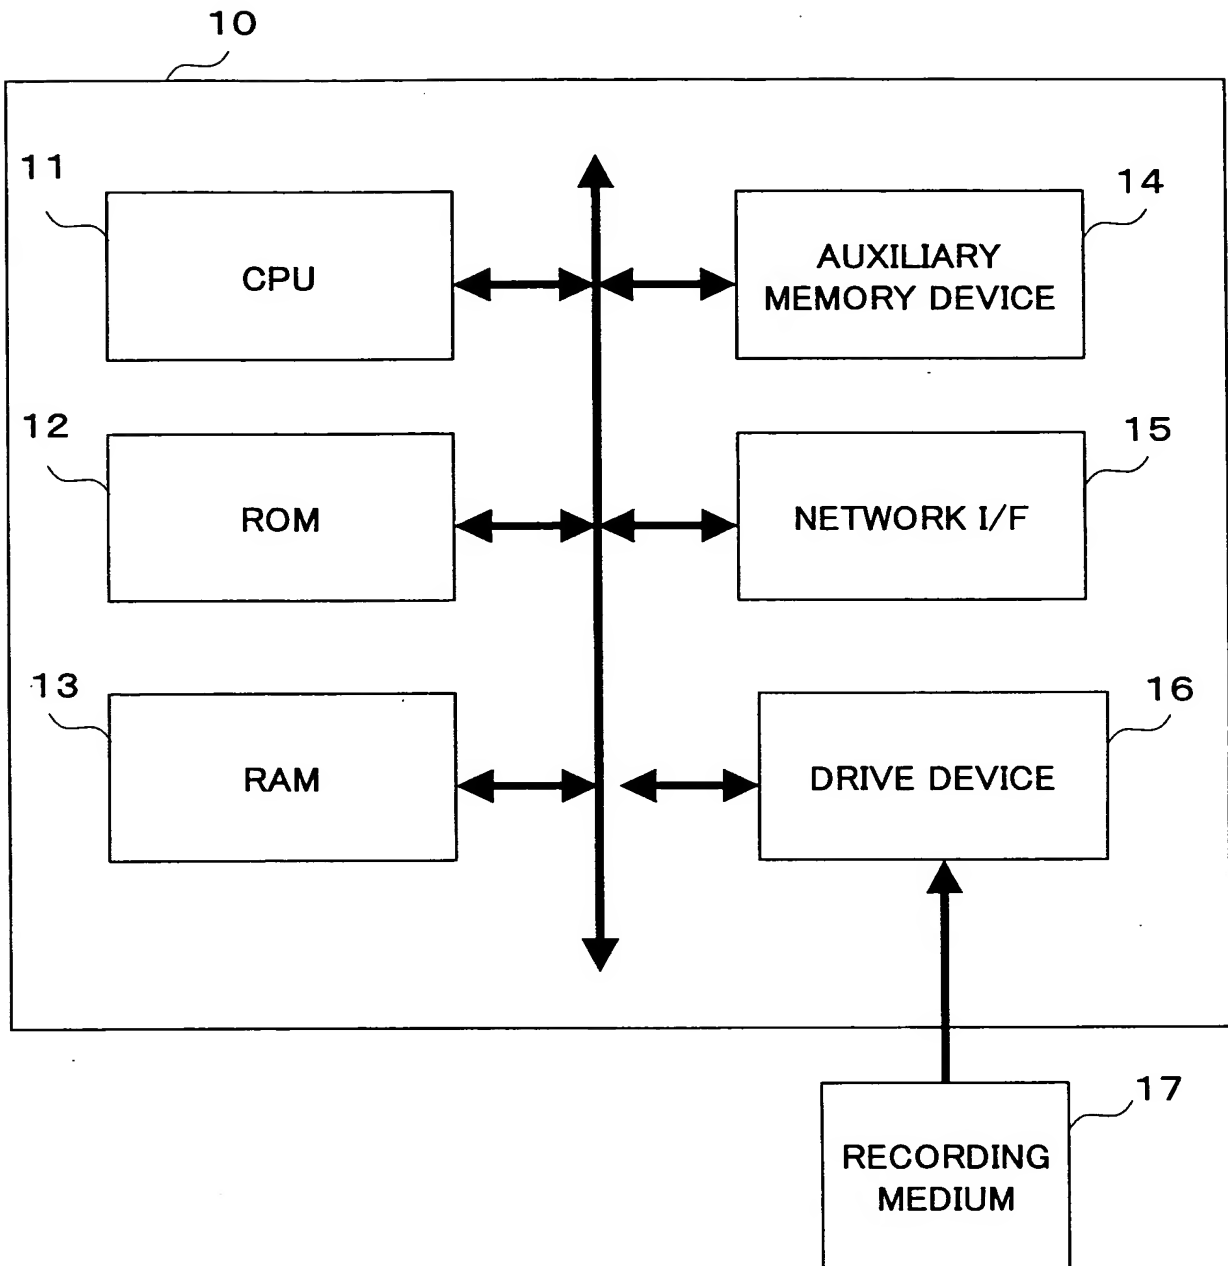 10
11
CPU
14
AUXILIARY
MEMORY DEVICE
12
ROM
15
NETWORK I/F
13
RAM
16
DRIVE DEVICE
17
RECORDING
MEDIUM